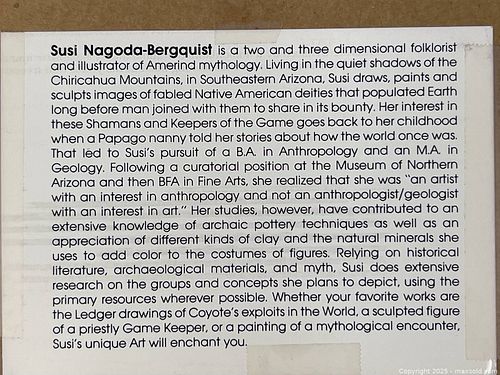 Susi Nagoda-Bergquist is a two and three dimensional folklorist
and illustrator of Amerind mythology. Living in the quiet shadows of the
Chiricahua Mountains, in Southeastern Arizona, Susi draws, paints and
sculpts images of fabled Native American deities that populated Earth
long before man joined with them to share in its bounty. Her interest in
these Shamans and Keepers of the Game goes back to her childhood
when a Papago nanny told her stories about how the world once was.
That led to Susi's pursuit of a B.A. in Anthropology and an M.A. in
Geology. Following a curatorial position at the Museum of Northern
Arizona and then BFA in Fine Arts, she realized that she was "an artist
with an interest in anthropology and not an anthropologist/geologist
with an interest in art." Her studies, however, have contributed to an
extensive knowledge of archaic pottery techniques as well as an
appreciation of different kinds of clay and the natural minerals she
uses to add color to the costumes of figures. Relying on historical
literature, archaeological materials, and myth, Susi does extensive
research on the groups and concepts she plans to depict, using the
primary resources wherever possible. Whether your favorite works are
the Ledger drawings of Coyote's exploits in the World, a sculpted figure
of a priestly Game Keeper, or a painting of a mythological encounter,
Susi's unique Art will enchant you.
Copyright 2025 - maxsold.com